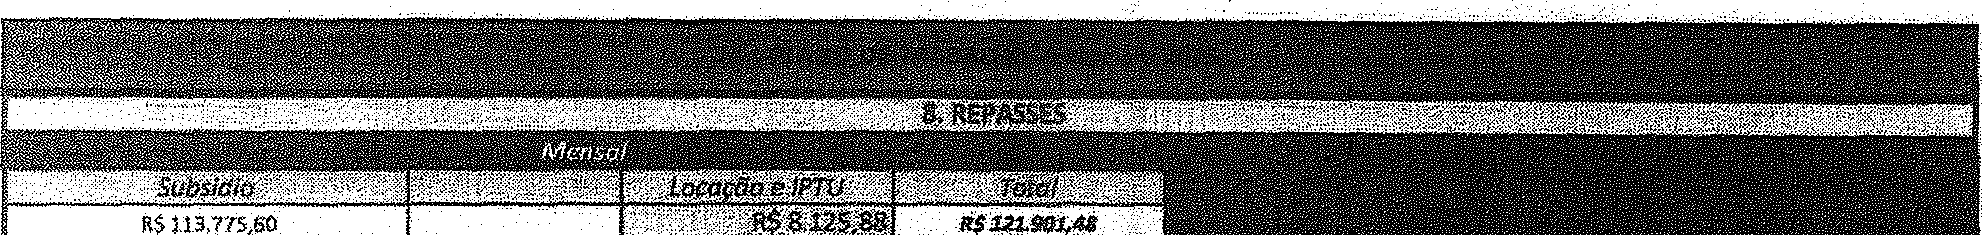 8. REPASSES
Mensal
Subsídio Locação e IPTU Total
R$ 113.775,60 R$ 8.125,88 R$ 121.901,48